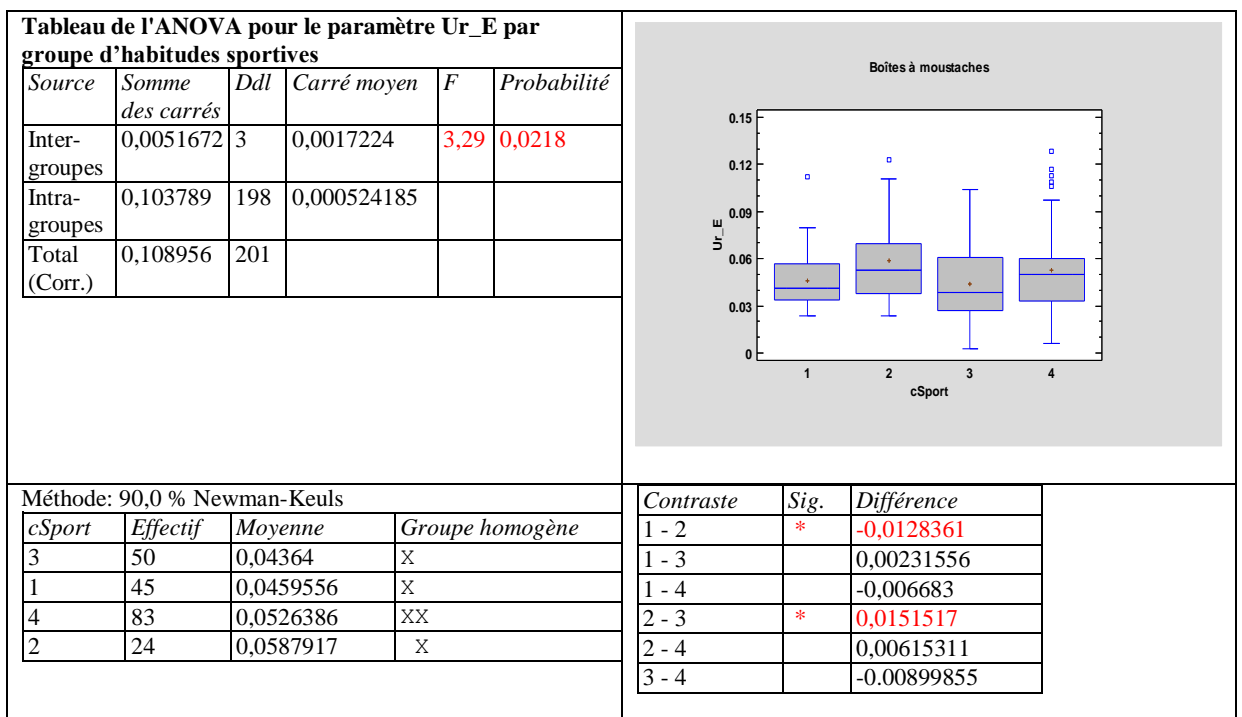 Tableau de l'ANOVA pour le paramètre Ur_E par
groupe d’habitudes sportives
Source Somme des carrés Ddl Carré moyen F Probabilité
Inter-groupes 0,0051672 3 0,0017224 3,29 0,0218
Intra-groupes 0,103789 198 0,000524185
Total (Corr.) 0,108956 201
Boîtes à moustaches
0.15
0.12
0.09
0.06
0.03
0
Ur_E
1 2 3 4
cSport
Méthode: 90,0 % Newman-Keuls
cSport Effectif Moyenne Groupe homogène
3 50 0,04364 X
1 45 0,0459556 X
4 83 0,0526386 XX
2 24 0,0587917 X
Contraste Sig. Différence
1 - 2 * -0,0128361
1 - 3 0,00231556
1 - 4 -0,006683
2 - 3 * 0,0151517
2 - 4 0,00615311
3 - 4 -0.00899855